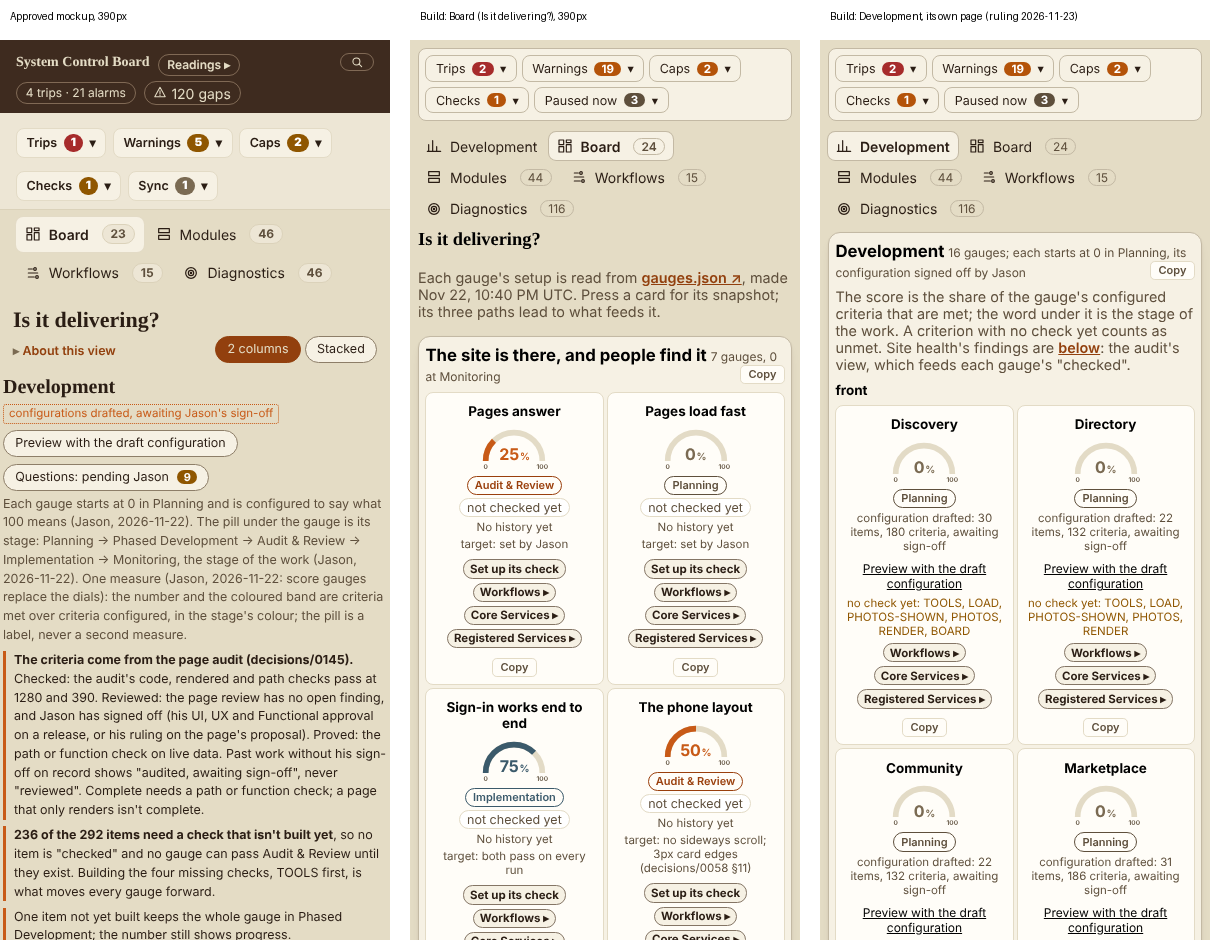 Approved mockup, 390px
System Control Board
Readings ▸
4 trips · 21 alarms
⚠ 120 gaps
Trips 1 ▾
Warnings 5 ▾
Caps 2 ▾
Checks 1 ▾
Sync 1 ▾
Board 23
Modules 46
Workflows 15
Diagnostics 46
Is it delivering?
▸ About this view
2 columns
Stacked
Development
configurations drafted, awaiting Jason's sign-off
Preview with the draft configuration
Questions: pending Jason 9
Each gauge starts at 0 in Planning and is configured to say what
100 means (Jason, 2026-11-22). The pill under the gauge is its
stage: Planning → Phased Development → Audit & Review →
Implementation → Monitoring, the stage of the work (Jason,
2026-11-22). One measure (Jason, 2026-11-22: score gauges
replace the dials): the number and the coloured band are criteria
met over criteria configured, in the stage's colour; the pill is a
label, never a second measure.
The criteria come from the page audit (decisions/0145).
Checked: the audit's code, rendered and path checks pass at
1280 and 390. Reviewed: the page review has no open finding,
and Jason has signed off (his UI, UX and Functional approval
on a release, or his ruling on the page's proposal). Proved: the
path or function check on live data. Past work without his sign-
off on record shows "audited, awaiting sign-off", never
"reviewed". Complete needs a path or function check; a page
that only renders isn't complete.
236 of the 292 items need a check that isn't built yet, so no
item is "checked" and no gauge can pass Audit & Review until
they exist. Building the four missing checks, TOOLS first, is
what moves every gauge forward.
One item not yet built keeps the whole gauge in Phased
Development; the number still shows progress.
Build: Board (Is it delivering?), 390px
Trips 2 ▾
Warnings 19 ▾
Caps 2 ▾
Checks 1 ▾
Paused now 3 ▾
Development
Board 24
Modules 44
Workflows 15
Diagnostics 116
Is it delivering?
Each gauge's setup is read from gauges.json ↗, made
Nov 22, 10:40 PM UTC. Press a card for its snapshot;
its three paths lead to what feeds it.
The site is there, and people find it 7 gauges, 0
at Monitoring
Copy
Pages answer
25%
0 100
Audit & Review
not checked yet
No history yet
target: set by Jason
Set up its check
Workflows ▸
Core Services ▸
Registered Services ▸
Copy
Pages load fast
0%
0 100
Planning
not checked yet
No history yet
target: set by Jason
Set up its check
Workflows ▸
Core Services ▸
Registered Services ▸
Copy
Sign-in works end to
end
75%
0 100
Implementation
not checked yet
No history yet
target: both pass on every
run
Set up its check
Workflows ▸
Core Services ▸
The phone layout
50%
0 100
Audit & Review
not checked yet
No history yet
target: no sideways scroll;
3px card edges
(decisions/0058 §11)
Set up its check
Workflows ▸
Core Services ▸
Build: Development, its own page (ruling 2026-11-23)
Trips 2 ▾
Warnings 19 ▾
Caps 2 ▾
Checks 1 ▾
Paused now 3 ▾
Development
Board 24
Modules 44
Workflows 15
Diagnostics 116
Development 16 gauges; each starts at 0 in Planning, its
configuration signed off by Jason
Copy
The score is the share of the gauge's configured
criteria that are met; the word under it is the stage of
the work. A criterion with no check yet counts as
unmet. Site health's findings are below: the audit's
view, which feeds each gauge's "checked".
front
Discovery
0%
0 100
Planning
configuration drafted: 30
items, 180 criteria, awaiting
sign-off
Preview with the draft
configuration
no check yet: TOOLS, LOAD,
PHOTOS-SHOWN, PHOTOS,
RENDER, BOARD
Workflows ▸
Core Services ▸
Registered Services ▸
Copy
Directory
0%
0 100
Planning
configuration drafted: 22
items, 132 criteria, awaiting
sign-off
Preview with the draft
configuration
no check yet: TOOLS, LOAD,
PHOTOS-SHOWN, PHOTOS,
RENDER
Workflows ▸
Core Services ▸
Registered Services ▸
Copy
Community
0%
0 100
Planning
configuration drafted: 22
items, 132 criteria, awaiting
sign-off
Preview with the draft
configuration
Marketplace
0%
0 100
Planning
configuration drafted: 31
items, 186 criteria, awaiting
sign-off
Preview with the draft
configuration